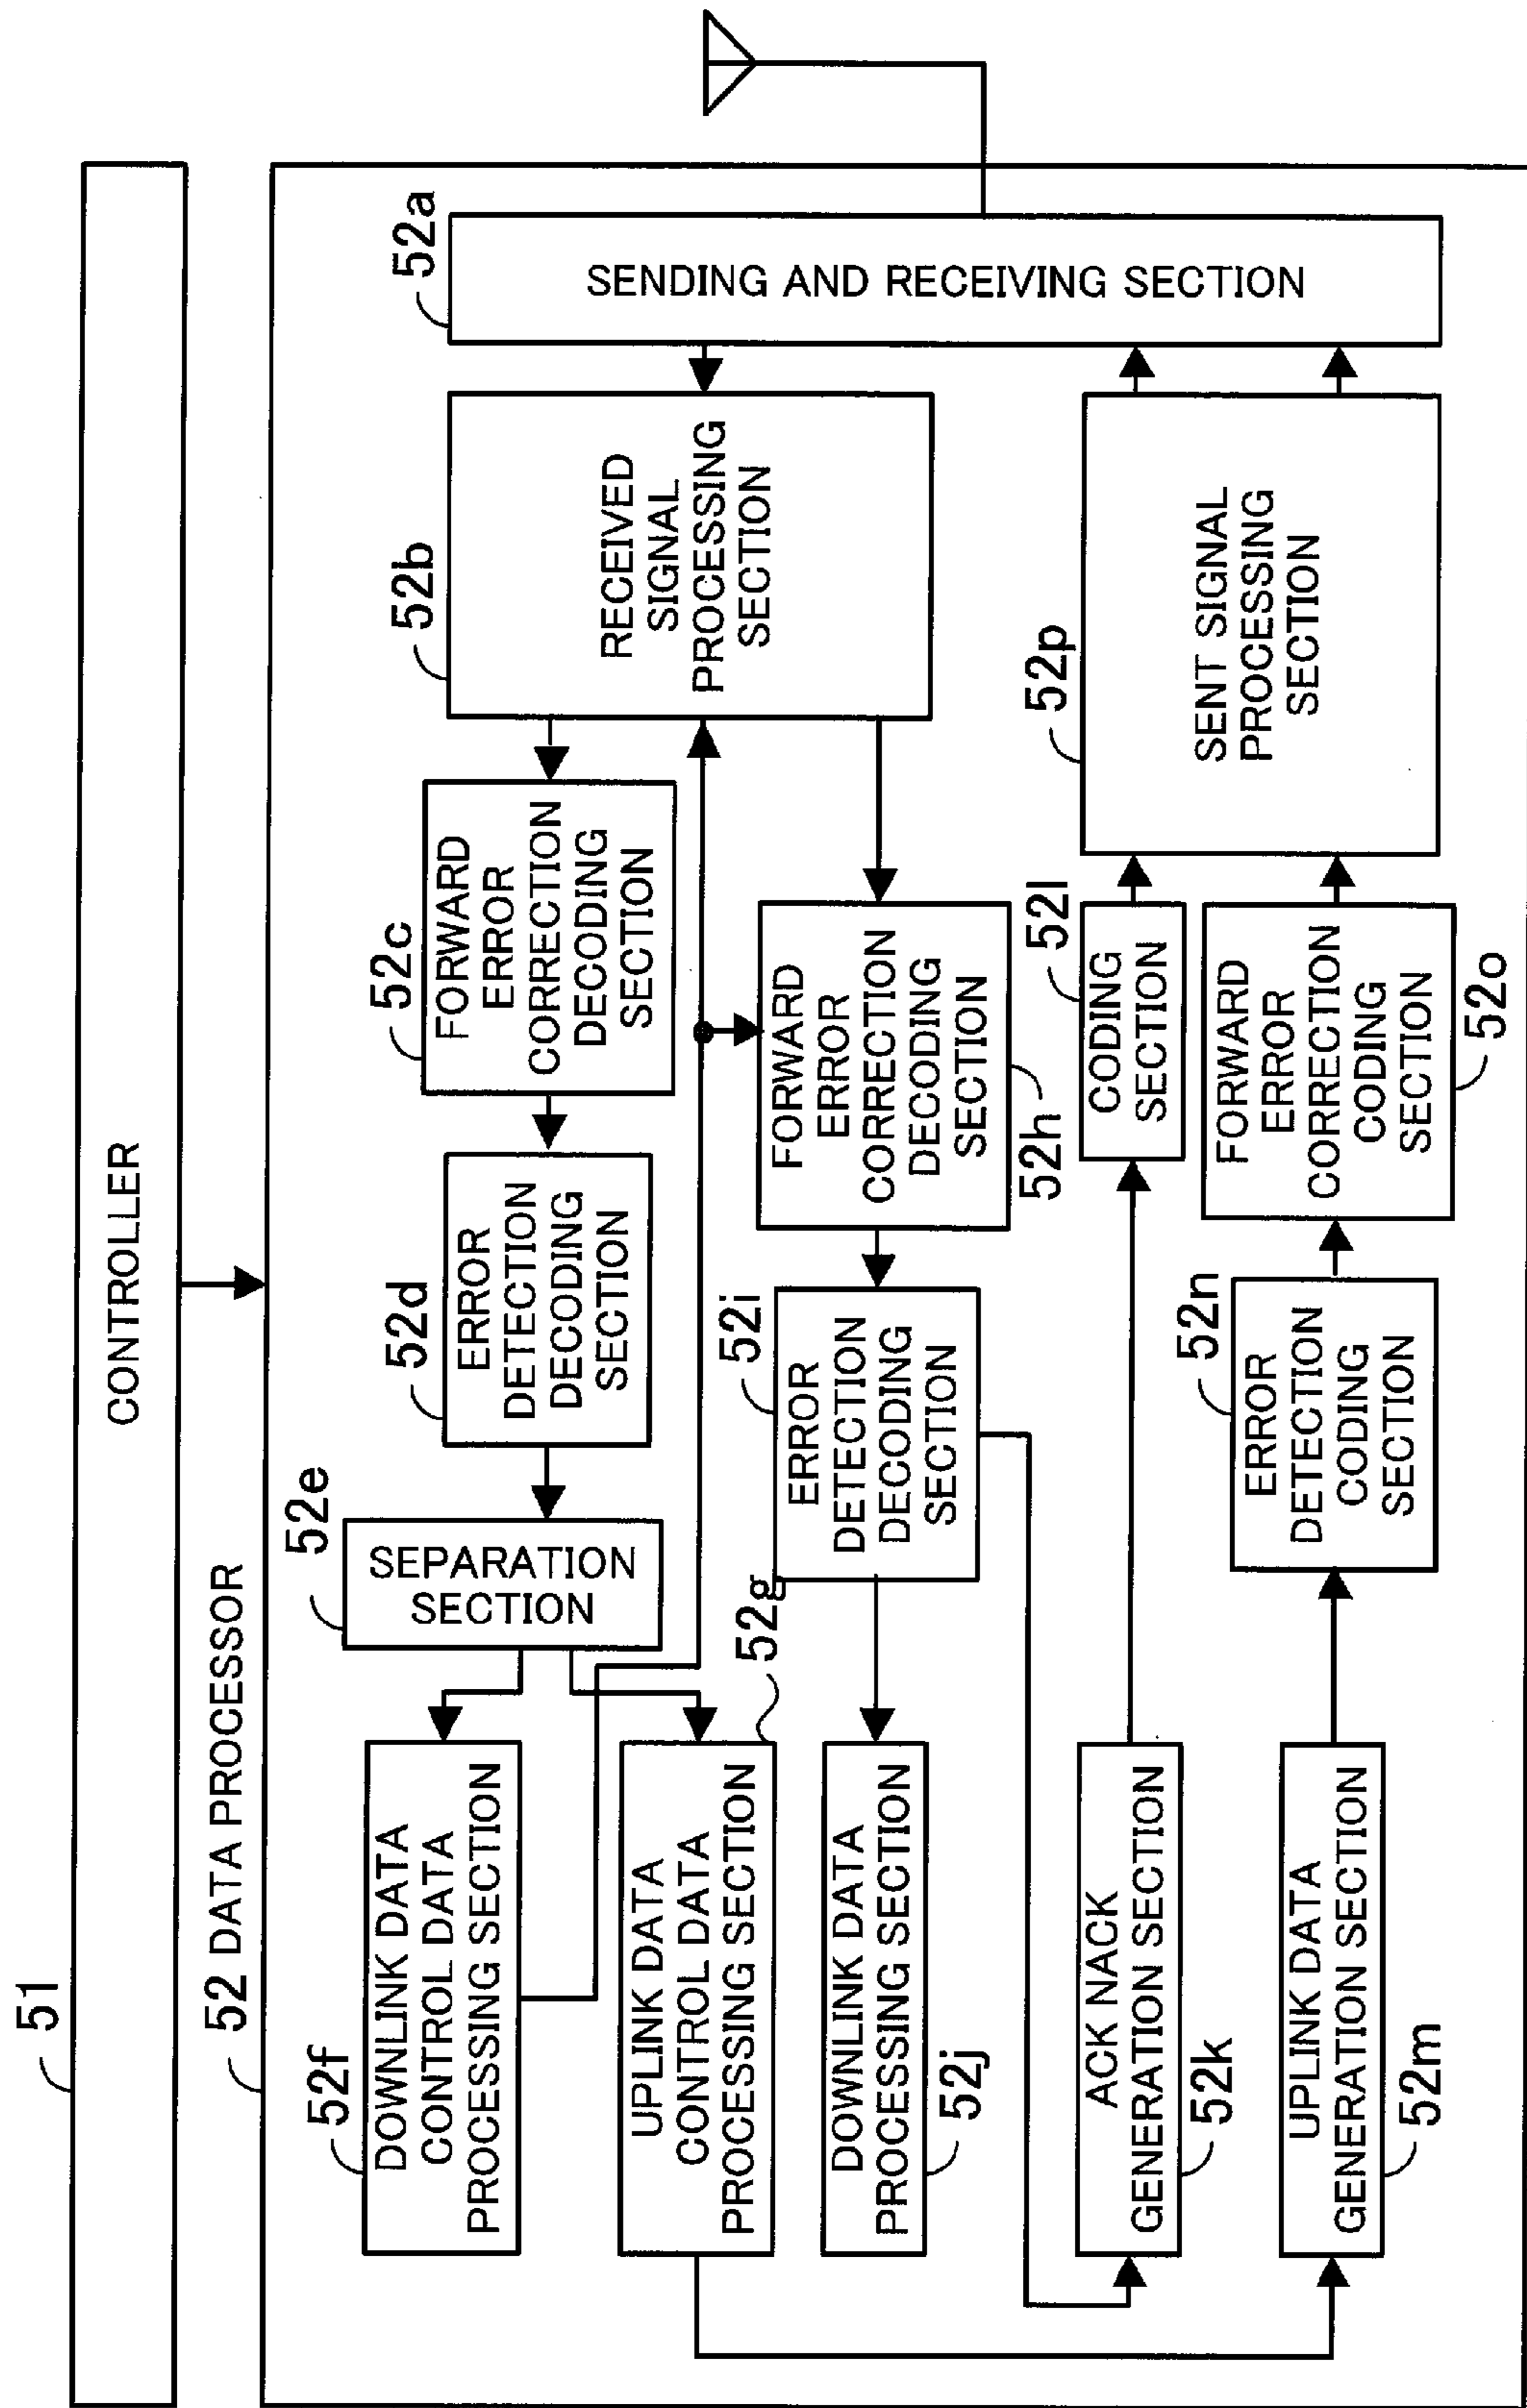 51
CONTROLLER
52 DATA PROCESSOR
52f
DOWNLINK DATA
CONTROL DATA
PROCESSING SECTION
52e
SEPARATION
SECTION
52d
ERROR
DETECTION
DECODING
SECTION
52c
FORWARD
ERROR
CORRECTION
DECODING
SECTION
52b
RECEIVED
SIGNAL
PROCESSING
SECTION
52a
SENDING AND RECEIVING SECTION
UPLINK DATA
CONTROL DATA
PROCESSING SECTION
52g
DOWNLINK DATA
PROCESSING SECTION
52j
52i
ERROR
DETECTION
DECODING
SECTION
FORWARD
ERROR
CORRECTION
DECODING
SECTION
52h
ACK NACK
GENERATION SECTION
52k
CODING
SECTION
52l
52p
SENT SIGNAL
PROCESSING
SECTION
UPLINK DATA
GENERATION SECTION
52m
52n
ERROR
DETECTION
CODING
SECTION
FORWARD
ERROR
CORRECTION
CODING
SECTION
52o